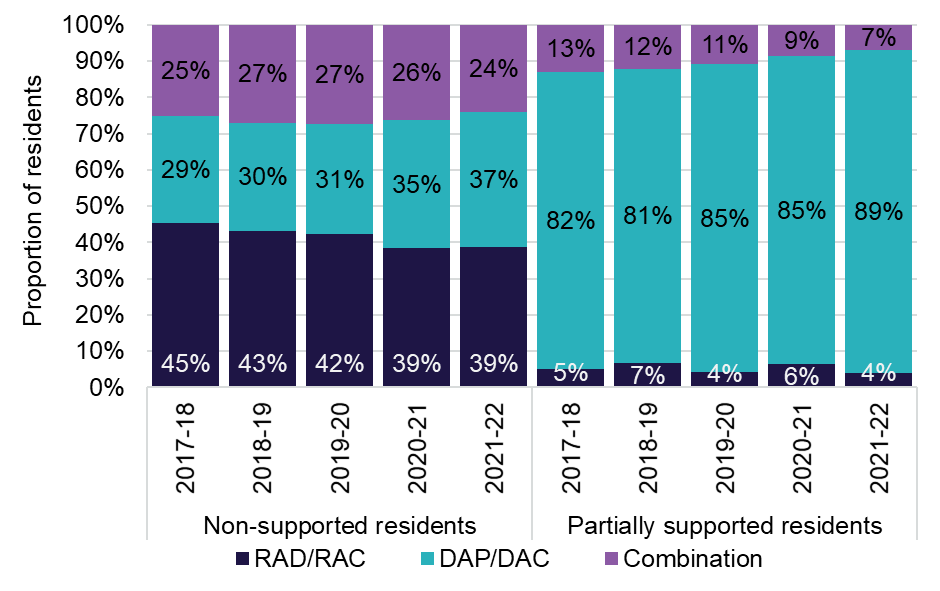 Proportion of residents
100%
90%
80%
70%
60%
50%
40%
30%
20%
10%
0%
25% 27% 27% 26% 24% 13% 12% 11% 9% 7%
29% 30% 31% 35% 37% 82% 81% 85% 85% 89%
45% 43% 42% 39% 39% 5% 7% 4% 6% 4%
2017-18 2018-19 2019-20 2020-21 2021-22 2017-18 2018-19 2019-20 2020-21 2021-22
Non-supported residents Partially supported residents
RAD/RAC DAP/DAC Combination